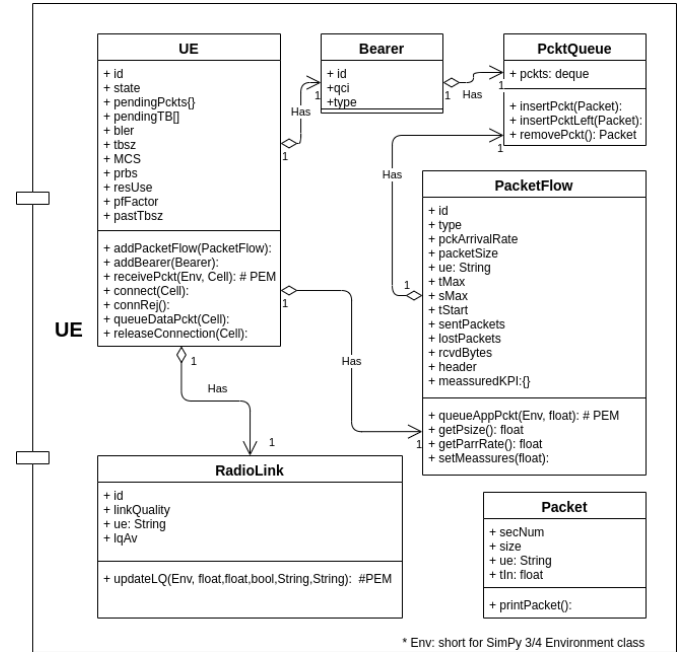 UE
+ id
+ state
+ pendingPckts{}
+ pendingTB[]
+ bler
+ tbsz
+ MCS
+ prbs
+ resUse
+ pfFactor
+ pastTbsz
+ addPacketFlow(PacketFlow):
+ addBearer(Bearer):
+ receivePckt(Env, Cell): # PEM
+ connect(Cell):
+ connRej():
+ queueDataPckt(Cell):
+ releaseConnection(Cell):
Bearer
+ id
+qci
+type
PcktQueue
+ pckts: deque
+ insertPckt(Packet):
+ insertPcktLeft(Packet):
+ removePckt(): Packet
1
Has
1
1
Has
1
1
Has
1
PacketFlow
+ id
+ type
+ pckArrivalRate
+ packetSize
+ ue: String
+ tMax
+ sMax
+ tStart
+ sentPackets
+ lostPackets
+ rcvdBytes
+ header
+ meassuredKPI:{}
+ queueAppPckt(Env, float): # PEM
+ getPsize(): float
+ getParrRate(): float
+ setMeassures(float):
1
Has
1
UE
1
Has
1
RadioLink
+ id
+ linkQuality
+ ue: String
+ lqAv
+ updateLQ(Env, float,float,bool,String,String): #PEM
Packet
+ secNum
+ size
+ ue: String
+ tIn: float
+ printPacket():
* Env: short for SimPy 3/4 Environment class